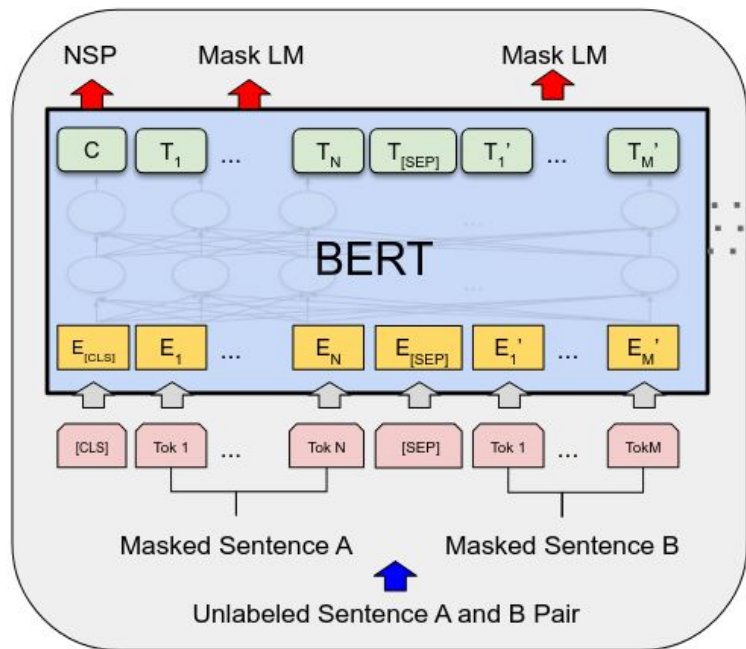 NSP Mask LM Mask LM
C T1 ... TN T[SEP] T1' ... TM'
...
BERT
...
E[CLS] E1 ... EN E[SEP] E1' ... EM'
[CLS] Tok 1 ... Tok N [SEP] Tok 1 ... TokM
Masked Sentence A Masked Sentence B
Unlabeled Sentence A and B Pair